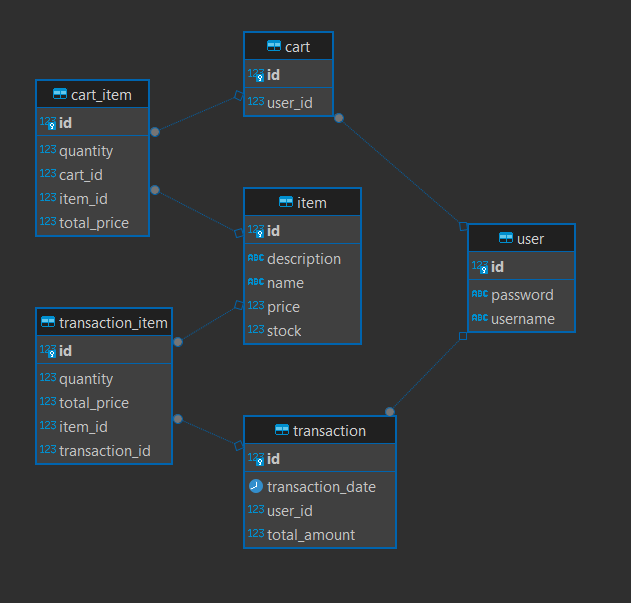 cart
123 id
123 user_id
cart_item
123 id
123 quantity
123 cart_id
123 item_id
123 total_price
item
123 id
ABC description
ABC name
123 price
123 stock
user
123 id
ABC password
ABC username
transaction_item
123 id
123 quantity
123 total_price
123 item_id
123 transaction_id
transaction
123 id
transaction_date
123 user_id
123 total_amount